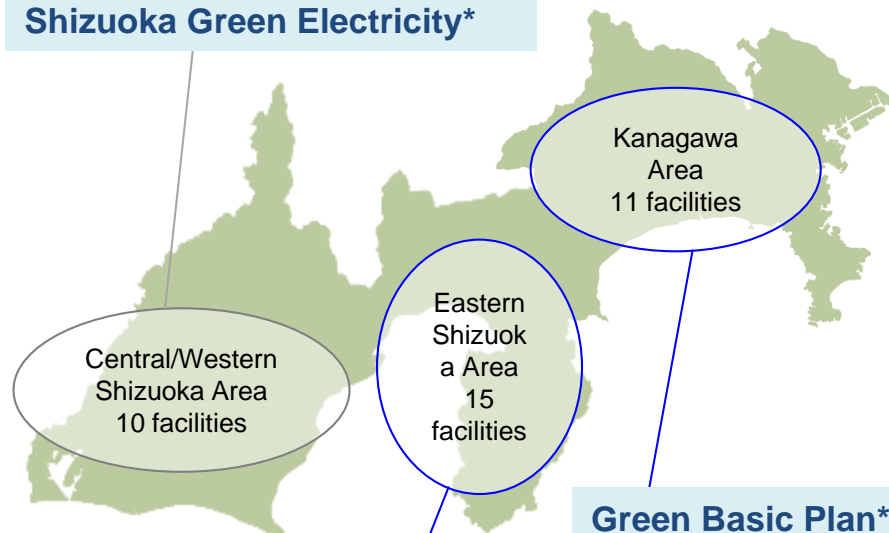 Shizuoka Green Electricity*
Kanagawa
Area
11 facilities
Eastern
Shizuok
a Area
15
facilities
Central/Western
Shizuoka Area
10 facilities
Green Basic Plan*